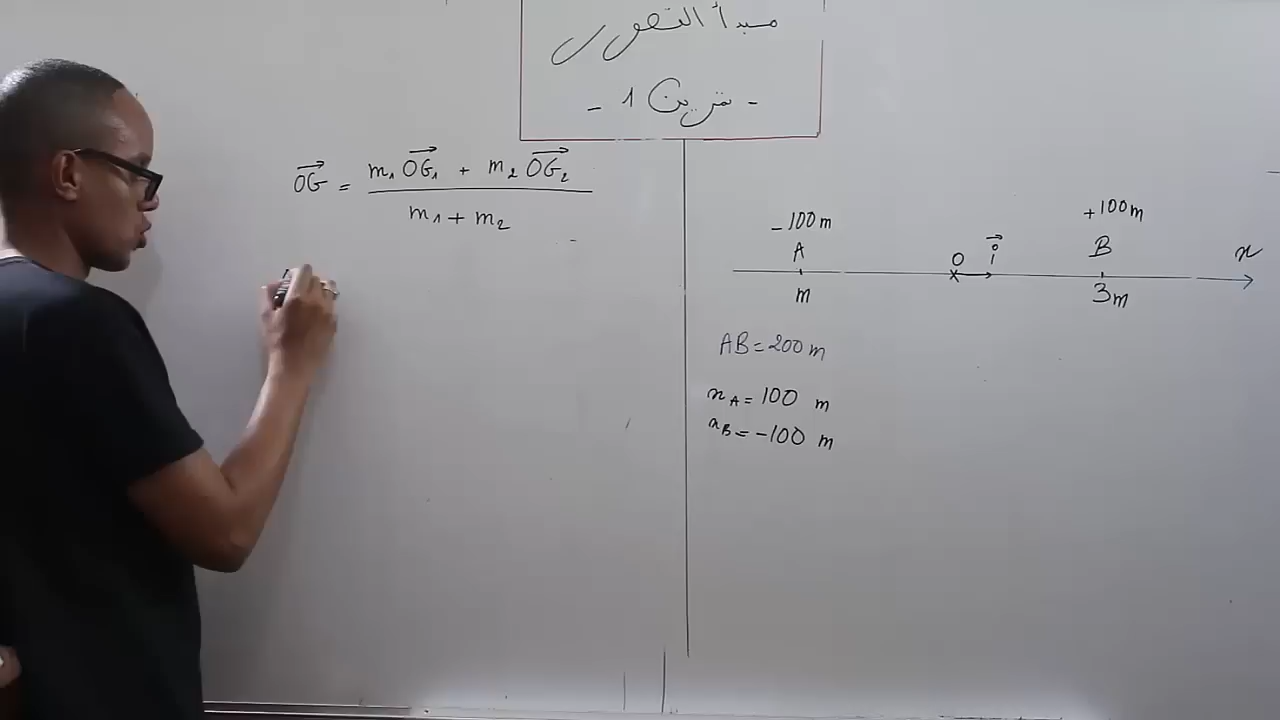 مبدأ القصور
- تمرين 1 -
OG⃗ = (m₁ OG₁⃗ + m₂ OG₂⃗) / (m₁ + m₂)
- 100 m
+ 100 m
A
O
i⃗
B
x
m
3m
AB = 200 m
x_A = 100 m
x_B = -100 m